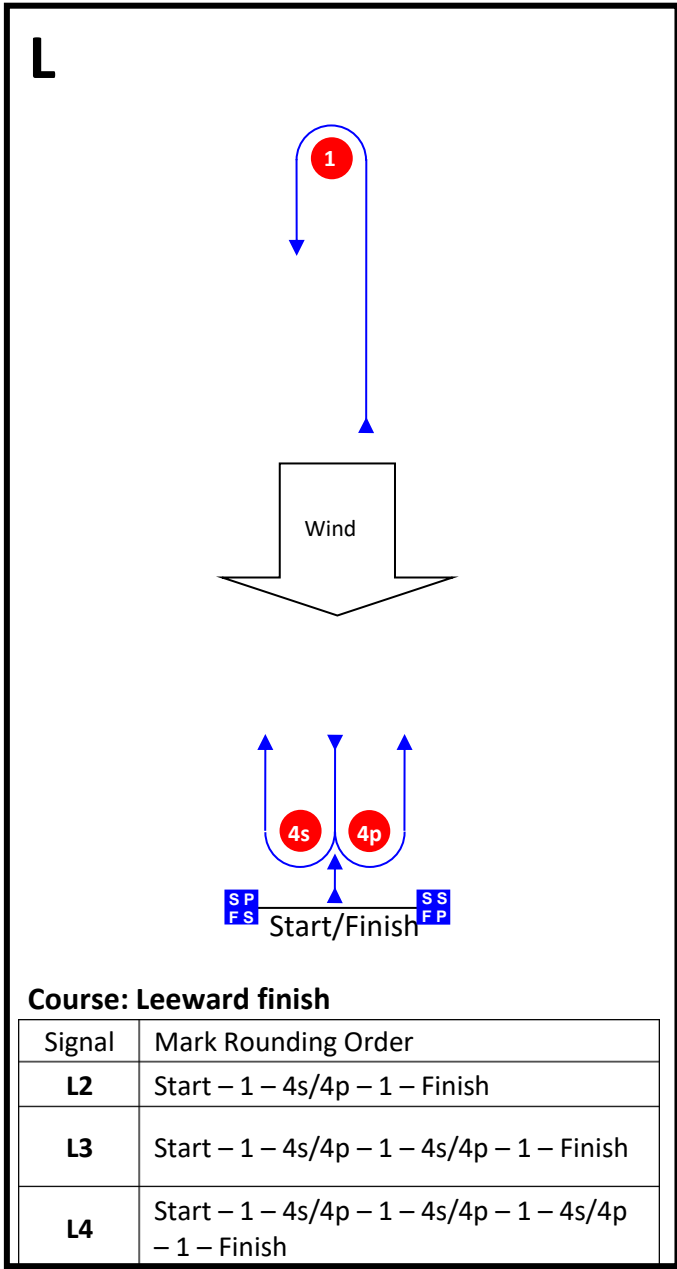 L
1
Wind
4s 4p
S P S S
F S F P
Start/Finish
Course: Leeward finish
Signal Mark Rounding Order
L2 Start – 1 – 4s/4p – 1 – Finish
L3 Start – 1 – 4s/4p – 1 – 4s/4p – 1 – Finish
L4 Start – 1 – 4s/4p – 1 – 4s/4p – 1 – 4s/4p
– 1 – Finish